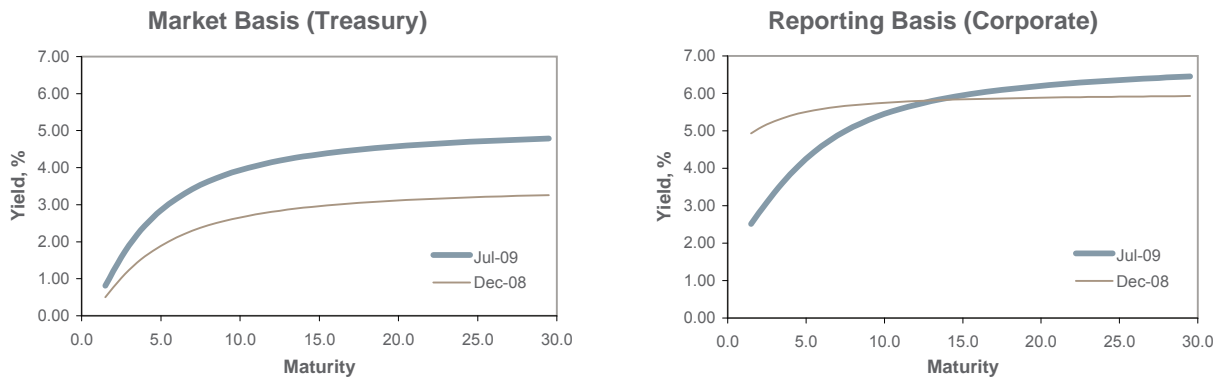 Market Basis (Treasury)
7.00
6.00
5.00
4.00
3.00
2.00
1.00
0.00
Yield, %
0.0 5.0 10.0 15.0 20.0 25.0 30.0
Maturity
Jul-09
Dec-08
Reporting Basis (Corporate)
7.00
6.00
5.00
4.00
3.00
2.00
1.00
0.00
Yield, %
0.0 5.0 10.0 15.0 20.0 25.0 30.0
Maturity
Jul-09
Dec-08